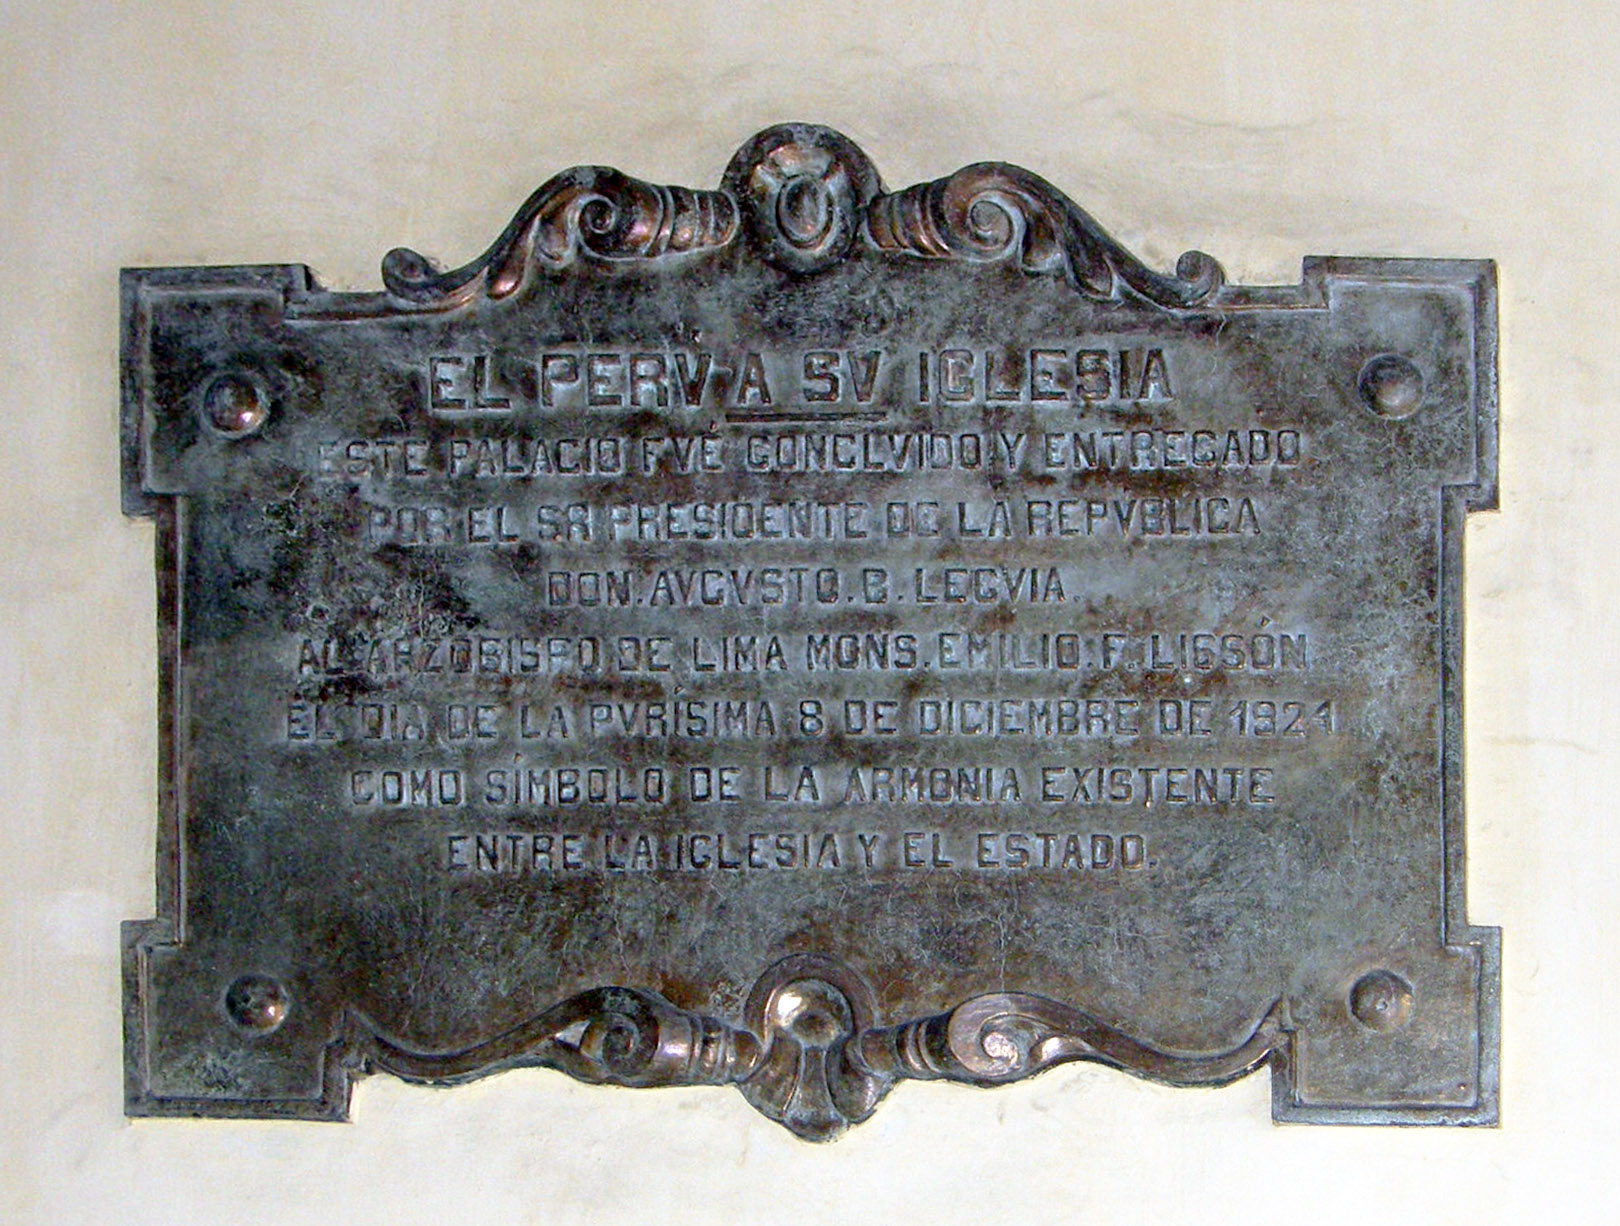 EL PERV A SV IGLESIA
ESTE PALACIO FVÉ CONCLVIDO Y ENTREGADO
POR EL SR PRESIDENTE DE LA REPVBLICA
DON.AVGVSTO.B.LEGVIA.
AL ARZOBISPO DE LIMA MONS.EMILIO.F.LISSÓN
EL DIA DE LA PVRÍSIMA 8 DE DICIEMBRE DE 1924
COMO SÍMBOLO DE LA ARMONIA EXISTENTE
ENTRE LA IGLESIA Y EL ESTADO.